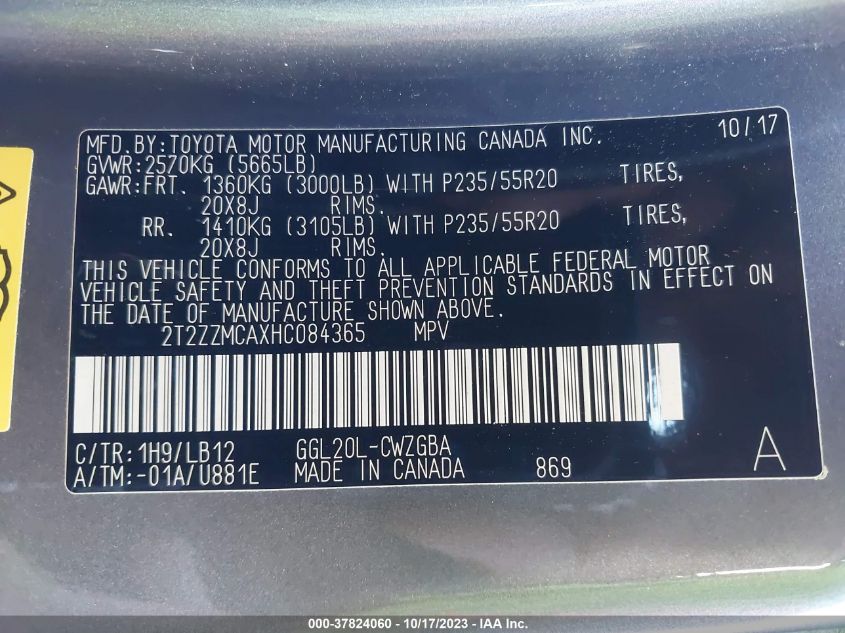 MFD.BY:TOYOTA MOTOR MANUFACTURING CANADA INC. 10/17
GVWR:2570KG (5665LB)
GAWR:FRT. 1360KG (3000LB) WITH P235/55R20 TIRES,
20X8J RIMS.
RR. 1410KG (3105LB) WITH P235/55R20 TIRES,
20X8J RIMS.
THIS VEHICLE CONFORMS TO ALL APPLICABLE FEDERAL MOTOR
VEHICLE SAFETY AND THEFT PREVENTION STANDARDS IN EFFECT ON
THE DATE OF MANUFACTURE SHOWN ABOVE.
2T2ZZMCAXHC084365 MPV
C/TR:1H9/LB12 GGL20L-CWZGBA A
A/TM:-01A/U881E MADE IN CANADA 869
000-37824060 - 10/17/2023 - IAA Inc.